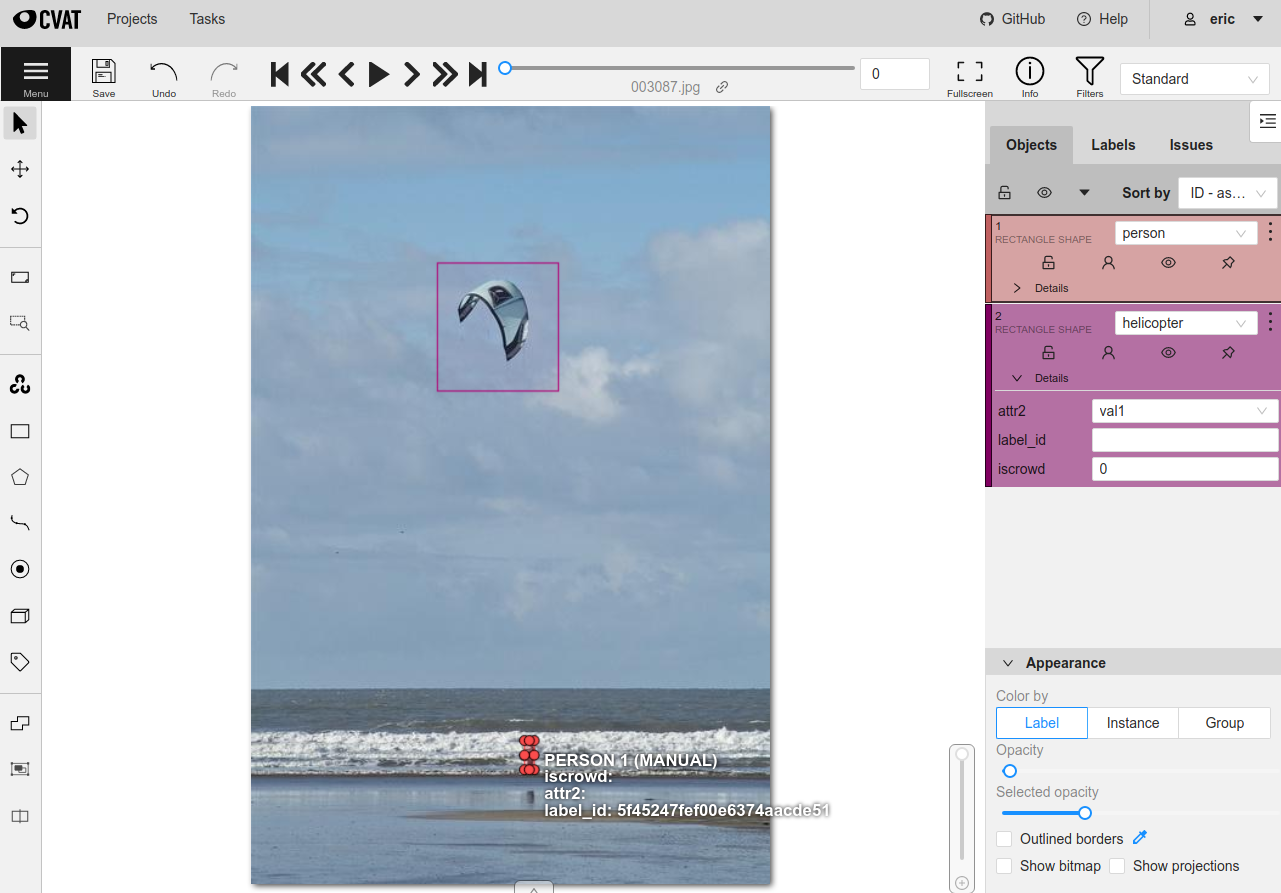 CVAT Projects Tasks GitHub Help eric
Menu Save Undo Redo 003087.jpg 0 Fullscreen Info Filters Standard
Objects Labels Issues
Sort by ID - as...
1
RECTANGLE SHAPE person
Details
2
RECTANGLE SHAPE helicopter
Details
attr2 val1
label_id
iscrowd 0
PERSON 1 (MANUAL)
iscrowd:
attr2:
label_id: 5f45247fef00e6374aacde51
Appearance
Color by
Label Instance Group
Opacity
Selected opacity
Outlined borders
Show bitmap Show projections